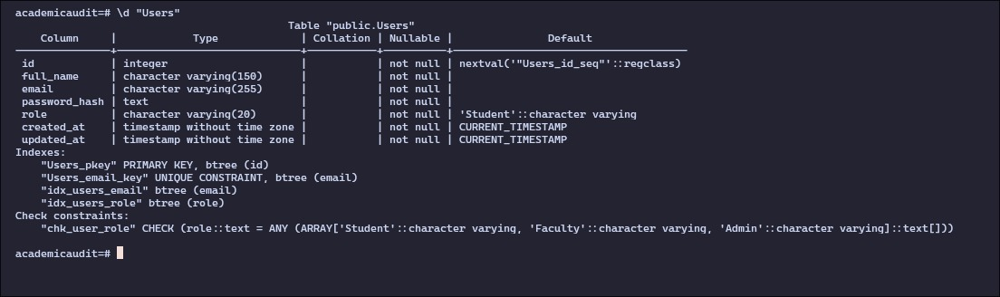 academicaudit=# \d "Users"
                                           Table "public.Users"
    Column     |            Type             | Collation | Nullable |               Default
---------------+-----------------------------+-----------+----------+--------------------------------------
 id            | integer                     |           | not null | nextval('"Users_id_seq"'::regclass)
 full_name     | character varying(150)      |           | not null |
 email         | character varying(255)      |           | not null |
 password_hash | text                        |           | not null |
 role          | character varying(20)       |           | not null | 'Student'::character varying
 created_at    | timestamp without time zone |           | not null | CURRENT_TIMESTAMP
 updated_at    | timestamp without time zone |           | not null | CURRENT_TIMESTAMP
Indexes:
    "Users_pkey" PRIMARY KEY, btree (id)
    "Users_email_key" UNIQUE CONSTRAINT, btree (email)
    "idx_users_email" btree (email)
    "idx_users_role" btree (role)
Check constraints:
    "chk_user_role" CHECK (role::text = ANY (ARRAY['Student'::character varying, 'Faculty'::character varying, 'Admin'::character varying]::text[]))
academicaudit=#